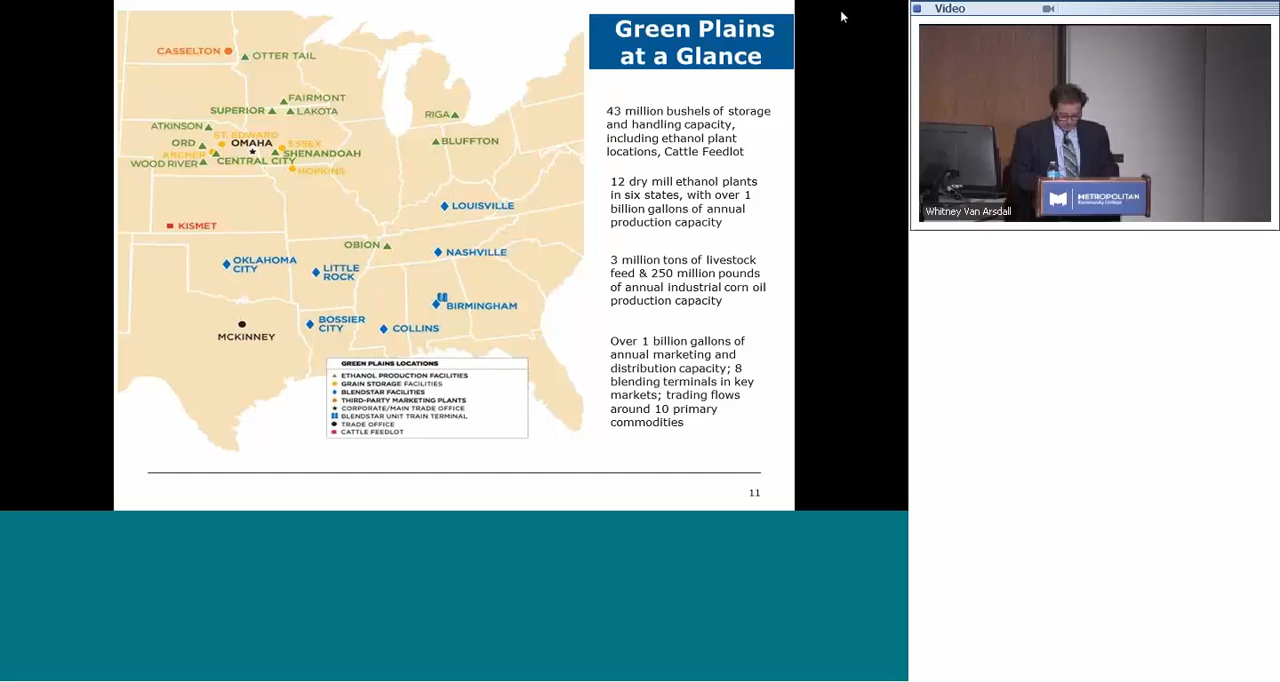 Green Plains
at a Glance
43 million bushels of storage
and handling capacity,
including ethanol plant
locations, Cattle Feedlot
12 dry mill ethanol plants
in six states, with over 1
billion gallons of annual
production capacity
3 million tons of livestock
feed & 250 million pounds
of annual industrial corn oil
production capacity
Over 1 billion gallons of
annual marketing and
distribution capacity; 8
blending terminals in key
markets; trading flows
around 10 primary
commodities
CASSELTON
OTTER TAIL
FAIRMONT
SUPERIOR
LAKOTA
RIGA
ATKINSON
ST. EDWARD
ORD
OMAHA
ESSEX
BLUFFTON
ARCHER
SHENANDOAH
WOOD RIVER
CENTRAL CITY
HOPKINS
LOUISVILLE
KISMET
OBION
NASHVILLE
OKLAHOMA
CITY
LITTLE
ROCK
BIRMINGHAM
BOSSIER
CITY
COLLINS
MCKINNEY
GREEN PLAINS LOCATIONS
ETHANOL PRODUCTION FACILITIES
GRAIN STORAGE FACILITIES
BLENDSTAR FACILITIES
THIRD-PARTY MARKETING PLANTS
CORPORATE/MAIN TRADE OFFICE
BLENDSTAR UNIT TRAIN TERMINAL
TRADE OFFICE
CATTLE FEEDLOT
11
Video
METROPOLITAN
Community College
Whitney Van Arsdall